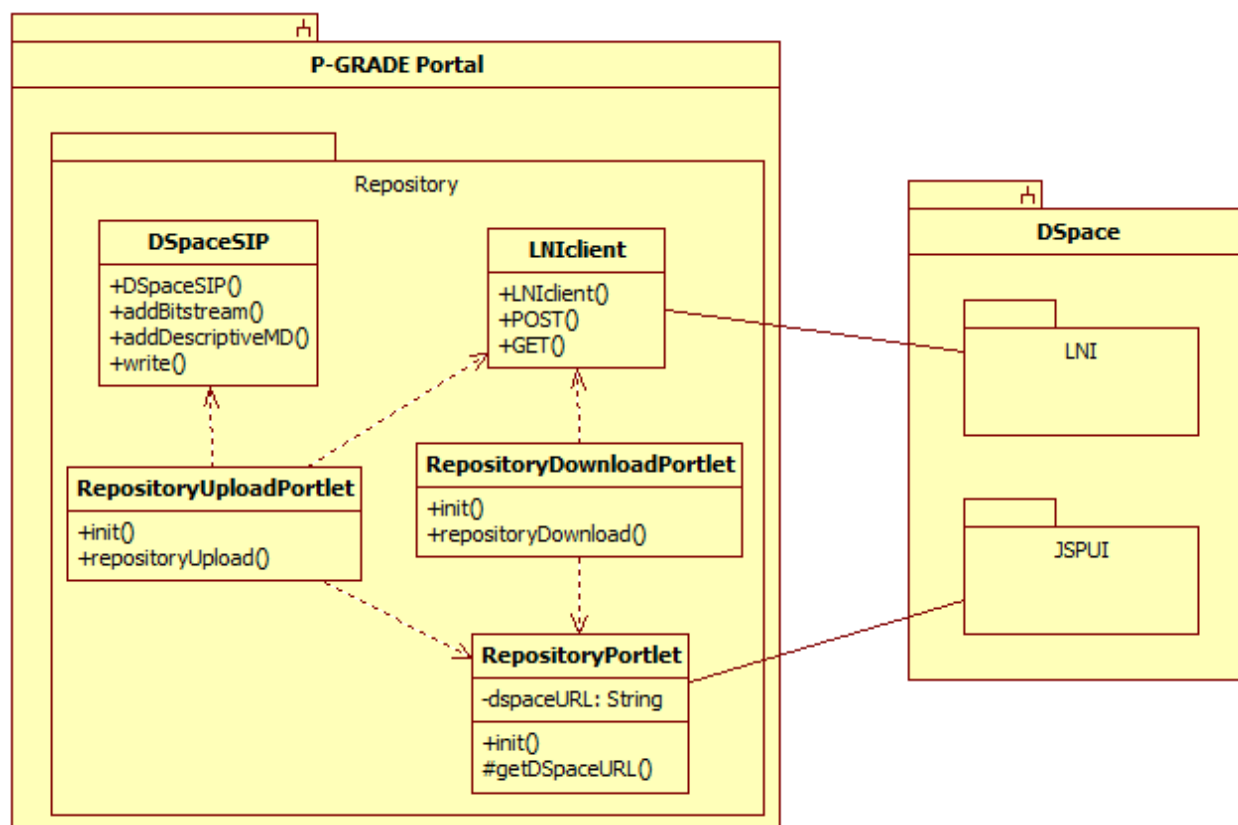 P-GRADE Portal
Repository
DSpaceSIP
+DSpaceSIP()
+addBitstream()
+addDescriptiveMD()
+write()
LNIclient
+LNIclient()
+POST()
+GET()
RepositoryUploadPortlet
+init()
+repositoryUpload()
RepositoryDownloadPortlet
+init()
+repositoryDownload()
RepositoryPortlet
-dspaceURL: String
+init()
#getDSpaceURL()
DSpace
LNI
JSPUI